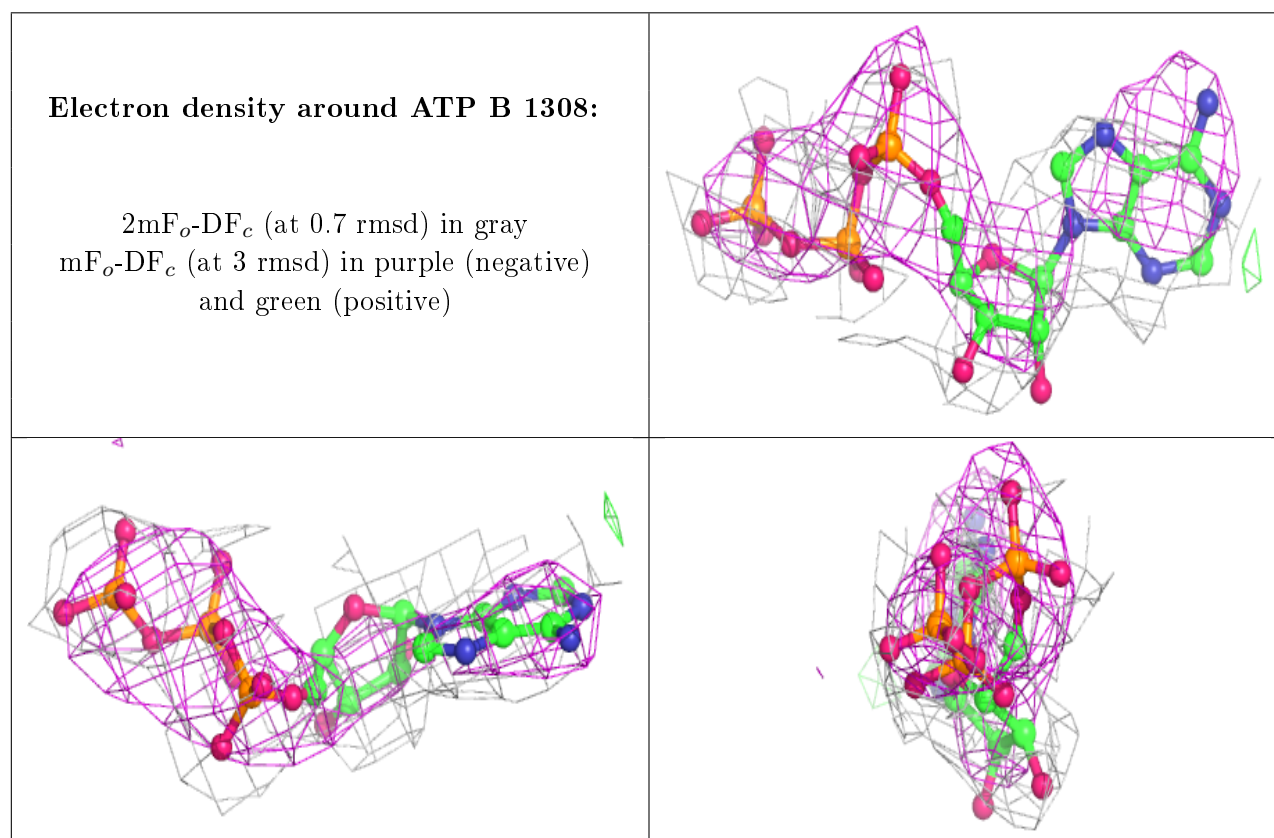 Electron density around ATP B 1308:
2mFₒ-DF𝒸 (at 0.7 rmsd) in gray
mFₒ-DF𝒸 (at 3 rmsd) in purple (negative)
and green (positive)